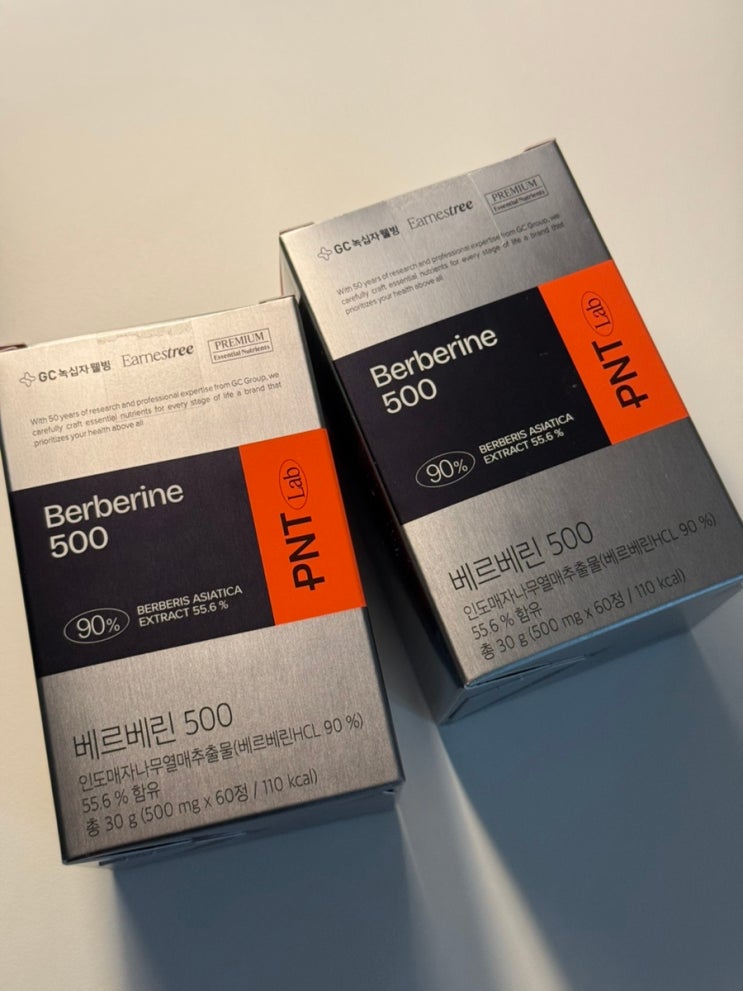 GC녹십자웰빙 Earnestree PREMIUM Essential Nutrients
With 50 years of research and professional expertise from GC Group, we
carefully craft essential nutrients for every stage of life a brand that
prioritizes your health above all
Berberine
500
PNT Lab
90% BERBERIS ASIATICA
EXTRACT 55.6 %
베르베린 500
인도매자나무열매추출물(베르베린HCL 90 %)
55.6 % 함유
총 30 g (500 mg x 60정 / 110 kcal)
GC녹십자웰빙 Earnestree PREMIUM Essential Nutrients
With 50 years of research and professional expertise from GC Group, we
carefully craft essential nutrients for every stage of life a brand that
prioritizes your health above all
Berberine
500
PNT Lab
90% BERBERIS ASIATICA
EXTRACT 55.6 %
베르베린 500
인도매자나무열매추출물(베르베린HCL 90 %)
55.6 % 함유
총 30 g (500 mg x 60정 / 110 kcal)